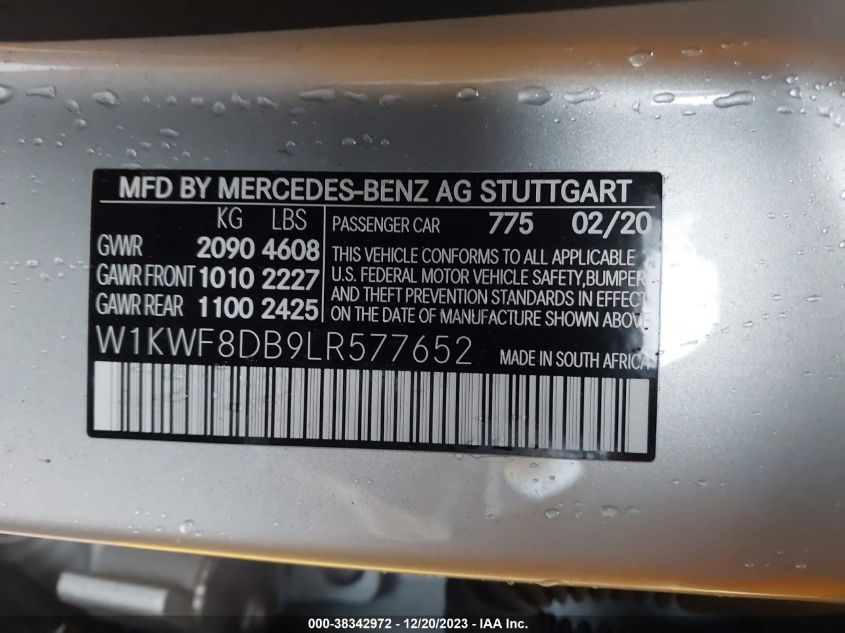 MFD BY MERCEDES-BENZ AG STUTTGART
KG LBS
GVWR 2090 4608
GAWR FRONT 1010 2227
GAWR REAR 1100 2425
PASSENGER CAR 775 02/20
THIS VEHICLE CONFORMS TO ALL APPLICABLE
U.S. FEDERAL MOTOR VEHICLE SAFETY,BUMPER
AND THEFT PREVENTION STANDARDS IN EFFECT
ON THE DATE OF MANUFACTURE SHOWN ABOVE
W1KWF8DB9LR577652 MADE IN SOUTH AFRICA
000-38342972 - 12/20/2023 - IAA Inc.